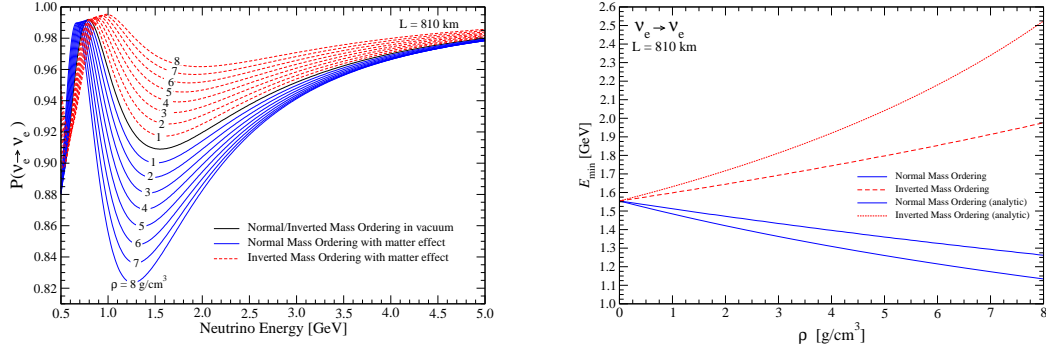 L = 810 km
P(ν_e → ν_e)
1.00
0.98
0.96
0.94
0.92
0.90
0.88
0.86
0.84
0.82
8
7
6
5
4
3
2
1
1
2
3
4
5
6
7
ρ = 8 g/cm³
Normal/Inverted Mass Ordering in vacuum
Normal Mass Ordering with matter effect
Inverted Mass Ordering with matter effect
0.5 1.0 1.5 2.0 2.5 3.0 3.5 4.0 4.5 5.0
Neutrino Energy [GeV]
ν_e → ν_e
L = 810 km
E_min [GeV]
2.6
2.5
2.4
2.3
2.2
2.1
2.0
1.9
1.8
1.7
1.6
1.5
1.4
1.3
1.2
1.1
1.0
Normal Mass Ordering
Inverted Mass Ordering
Normal Mass Ordering (analytic)
Inverted Mass Ordering (analytic)
0 1 2 3 4 5 6 7 8
ρ [g/cm³]